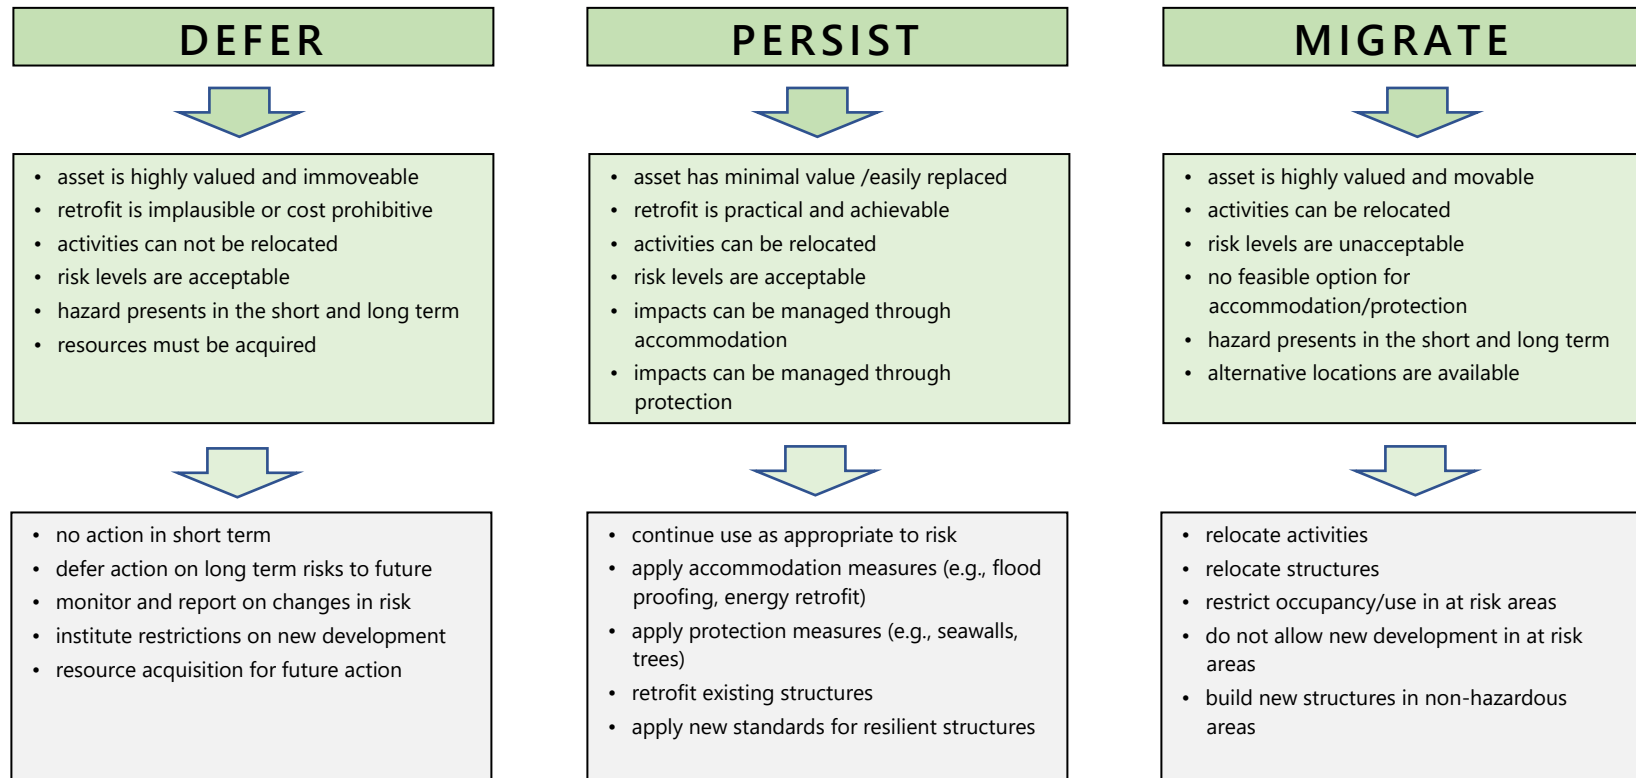 DEFER
• asset is highly valued and immoveable
• retrofit is implausible or cost prohibitive
• activities can not be relocated
• risk levels are acceptable
• hazard presents in the short and long term
• resources must be acquired
• no action in short term
• defer action on long term risks to future
• monitor and report on changes in risk
• institute restrictions on new development
• resource acquisition for future action
PERSIST
• asset has minimal value /easily replaced
• retrofit is practical and achievable
• activities can be relocated
• risk levels are acceptable
• impacts can be managed through
accommodation
• impacts can be managed through
protection
• continue use as appropriate to risk
• apply accommodation measures (e.g., flood
proofing, energy retrofit)
• apply protection measures (e.g., seawalls,
trees)
• retrofit existing structures
• apply new standards for resilient structures
MIGRATE
• asset is highly valued and movable
• activities can be relocated
• risk levels are unacceptable
• no feasible option for
accommodation/protection
• hazard presents in the short and long term
• alternative locations are available
• relocate activities
• relocate structures
• restrict occupancy/use in at risk areas
• do not allow new development in at risk
areas
• build new structures in non-hazardous
areas